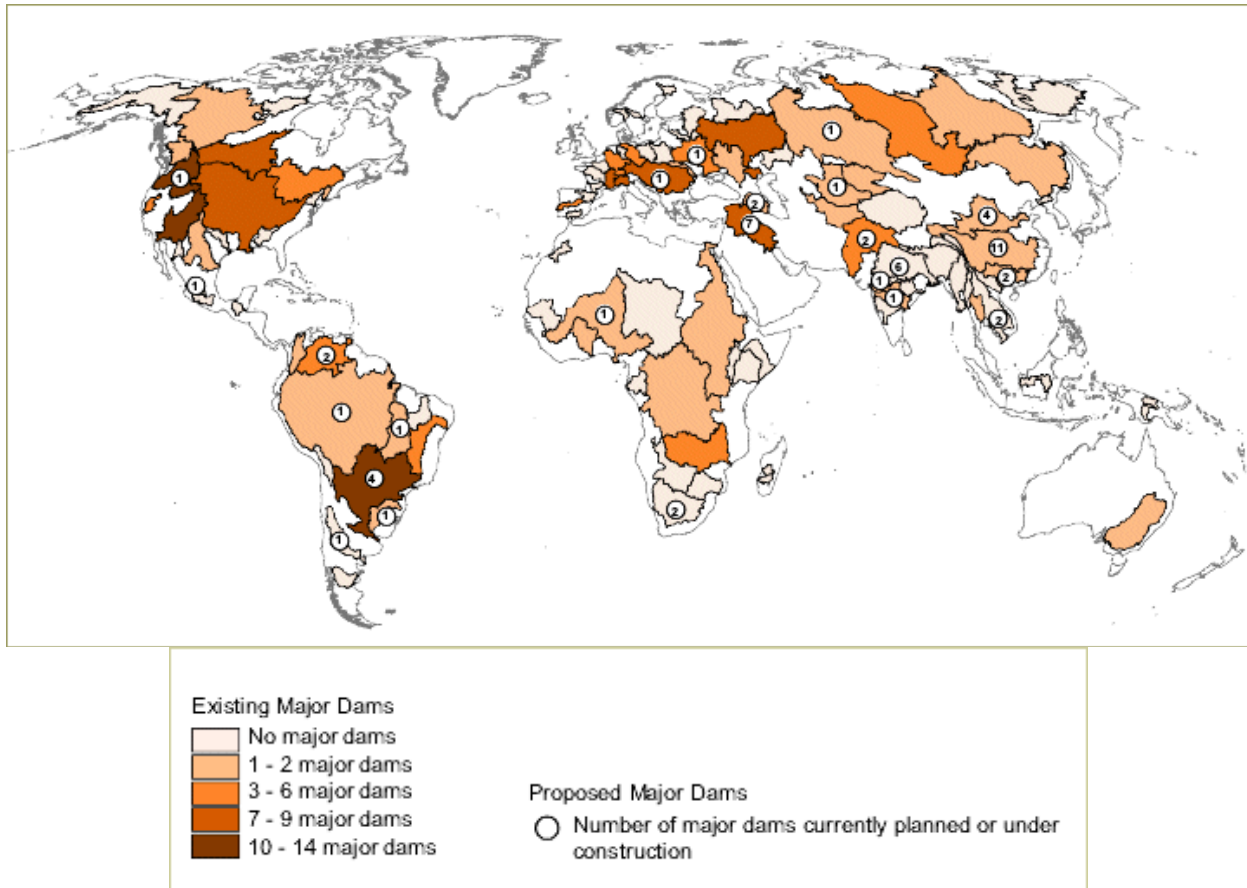 1
1
1
2
1
7
1
1
2
4
11
2
6
1
1
2
1
1
2
1
1
4
1
1
2
Existing Major Dams
No major dams
1 - 2 major dams
3 - 6 major dams
7 - 9 major dams
10 - 14 major dams
Proposed Major Dams
Number of major dams currently planned or under
construction